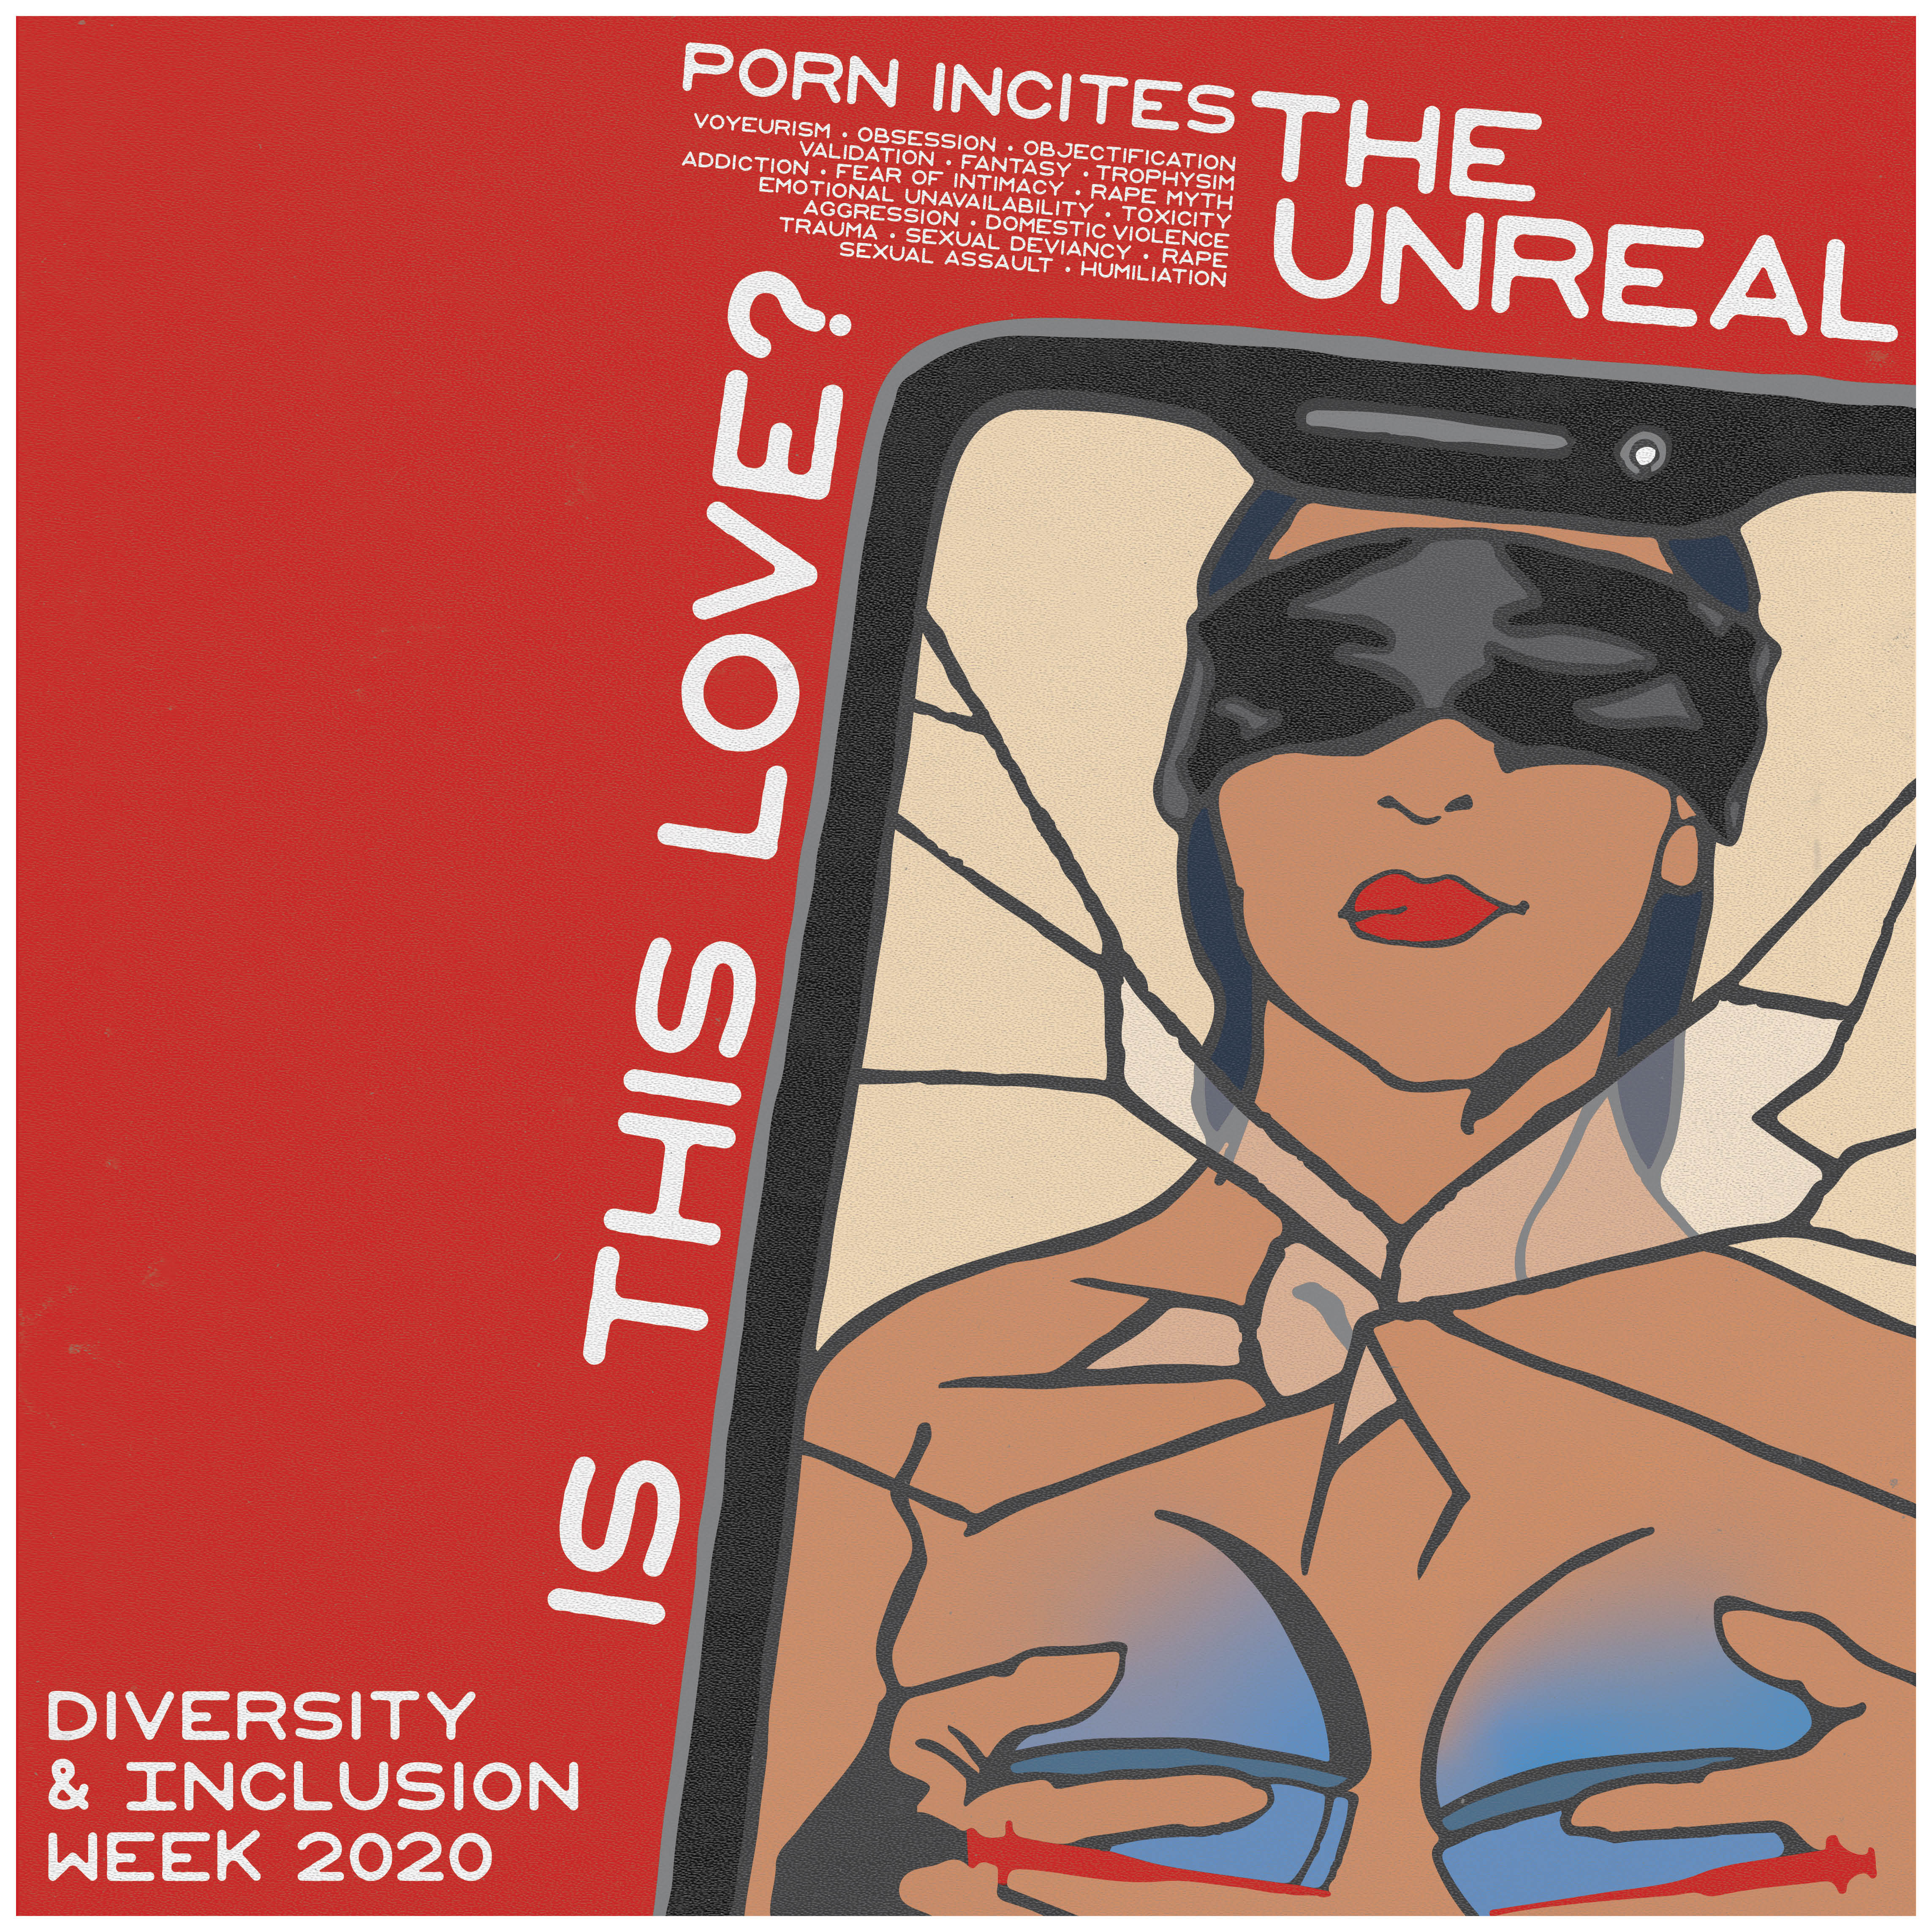 PORN INCITES
VOYEURISM • OBSESSION • OBJECTIFICATION
VALIDATION • FANTASY • TROPHYSIM
ADDICTION • FEAR OF INTIMACY • RAPE MYTH
EMOTIONAL UNAVAILABILITY • TOXICITY
AGGRESSION • DOMESTIC VIOLENCE
TRAUMA • SEXUAL DEVIANCY • RAPE
SEXUAL ASSAULT • HUMILIATION
THE
UNREAL
IS THIS LOVE?
DIVERSITY
& INCLUSION
WEEK 2020